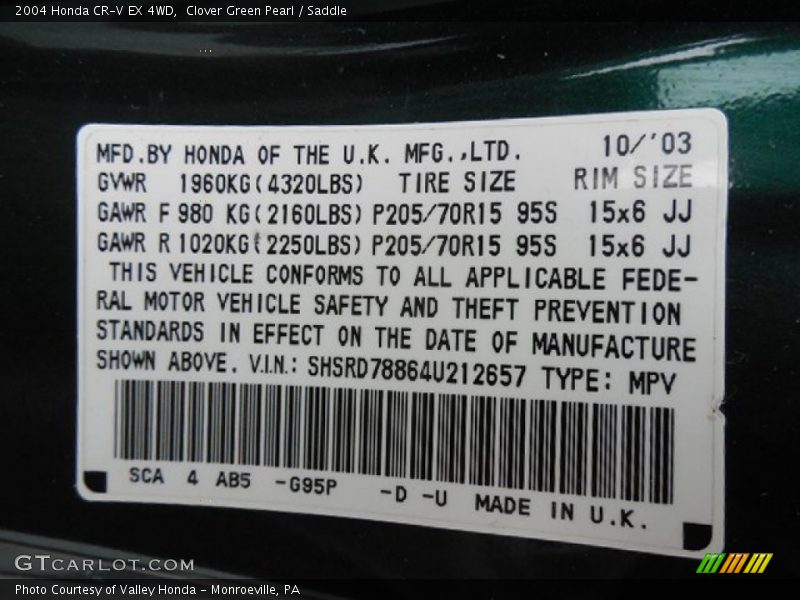 2004 Honda CR-V EX 4WD,  Clover Green Pearl / Saddle
MFD.BY HONDA OF THE U.K. MFG.,LTD. 10/'03
GVWR 1960KG(4320LBS) TIRE SIZE RIM SIZE
GAWR F 980 KG(2160LBS) P205/70R15 95S 15x6 JJ
GAWR R 1020KG(2250LBS) P205/70R15 95S 15x6 JJ
THIS VEHICLE CONFORMS TO ALL APPLICABLE FEDE-
RAL MOTOR VEHICLE SAFETY AND THEFT PREVENTION
STANDARDS IN EFFECT ON THE DATE OF MANUFACTURE
SHOWN ABOVE. V.I.N.: SHSRD78864U212657 TYPE: MPV
SCA 4 AB5 -G95P -D -U MADE IN U.K.
GTCARLOT.COM
Photo Courtesy of Valley Honda - Monroeville, PA